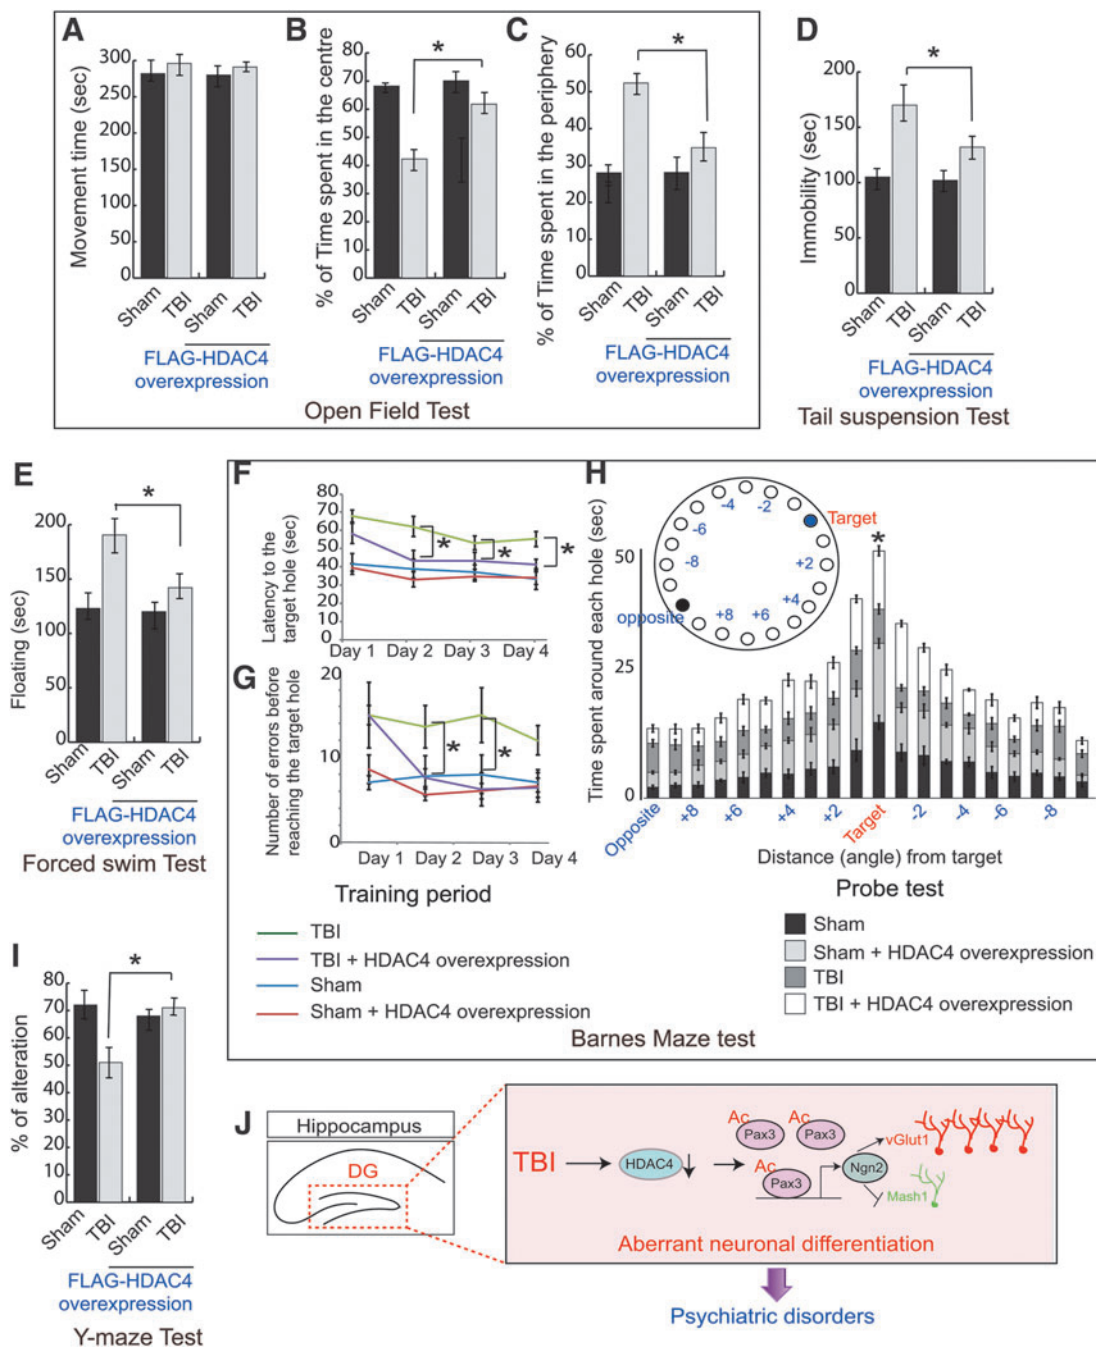 A
Movement time (sec)
300
250
200
150
100
50
0
Sham
TBI
Sham
TBI
FLAG-HDAC4
overexpression
B
*
% of Time spent in the centre
80
70
60
50
40
30
20
10
0
Sham
TBI
Sham
TBI
FLAG-HDAC4
overexpression
C
*
% of Time spent in the periphery
60
50
40
30
20
10
0
Sham
TBI
Sham
TBI
FLAG-HDAC4
overexpression
Open Field Test
D
*
Immobility (sec)
200
150
100
50
0
Sham
TBI
Sham
TBI
FLAG-HDAC4
overexpression
Tail suspension Test
E
*
Floating (sec)
200
150
100
50
0
Sham
TBI
Sham
TBI
FLAG-HDAC4
overexpression
Forced swim Test
F
Latency to the
target hole (sec)
80
70
60
50
40
30
20
10
0
* * *
Day 1 Day 2 Day 3 Day 4
G
Number of errors before
reaching the target hole
20
10
0
* *
Day 1 Day 2 Day 3 Day 4
Training period
TBI
TBI + HDAC4 overexpression
Sham
Sham + HDAC4 overexpression
H
Time spent around each hole (sec)
50
25
0
-4 -2
Target
-6
-8
+2
opposite
+8 +6 +4
*
Opposite
+8
+6
+4
+2
Target
-2
-4
-6
-8
Distance (angle) from target
Probe test
Sham
Sham + HDAC4 overexpression
TBI
TBI + HDAC4 overexpression
Barnes Maze test
I
*
% of alteration
80
70
60
50
40
30
20
10
0
Sham
TBI
Sham
TBI
FLAG-HDAC4
overexpression
Y-maze Test
J
Hippocampus
DG
TBI
HDAC4
Ac
Pax3
Ac
Pax3
Ac
Pax3
Ngn2
vGlut1
Mash1
Aberrant neuronal differentiation
Psychiatric disorders